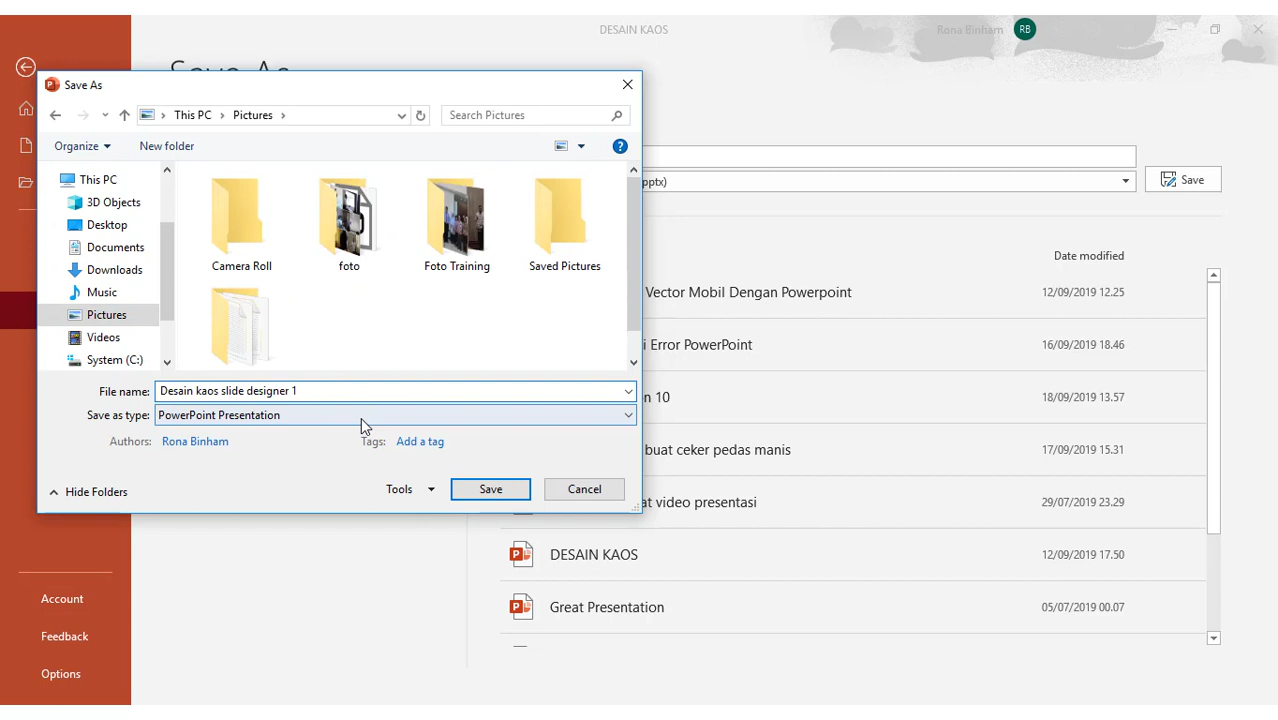 DESAIN KAOS
Rona Binham
RB
Save As
This PC
Pictures
Search Pictures
Organize
New folder
This PC
3D Objects
Desktop
Documents
Downloads
Music
Pictures
Videos
System (C:)
Camera Roll
foto
Foto Training
Saved Pictures
File name:
Desain kaos slide designer 1
Save as type:
PowerPoint Presentation
Authors:
Rona Binham
Tags:
Add a tag
Hide Folders
Tools
Save
Cancel
pptx)
Save
Date modified
Vector Mobil Dengan Powerpoint
12/09/2019 12.25
i Error PowerPoint
16/09/2019 18.46
n 10
18/09/2019 13.57
buat ceker pedas manis
17/09/2019 15.31
at video presentasi
29/07/2019 23.29
DESAIN KAOS
12/09/2019 17.50
Great Presentation
05/07/2019 00.07
Account
Feedback
Options